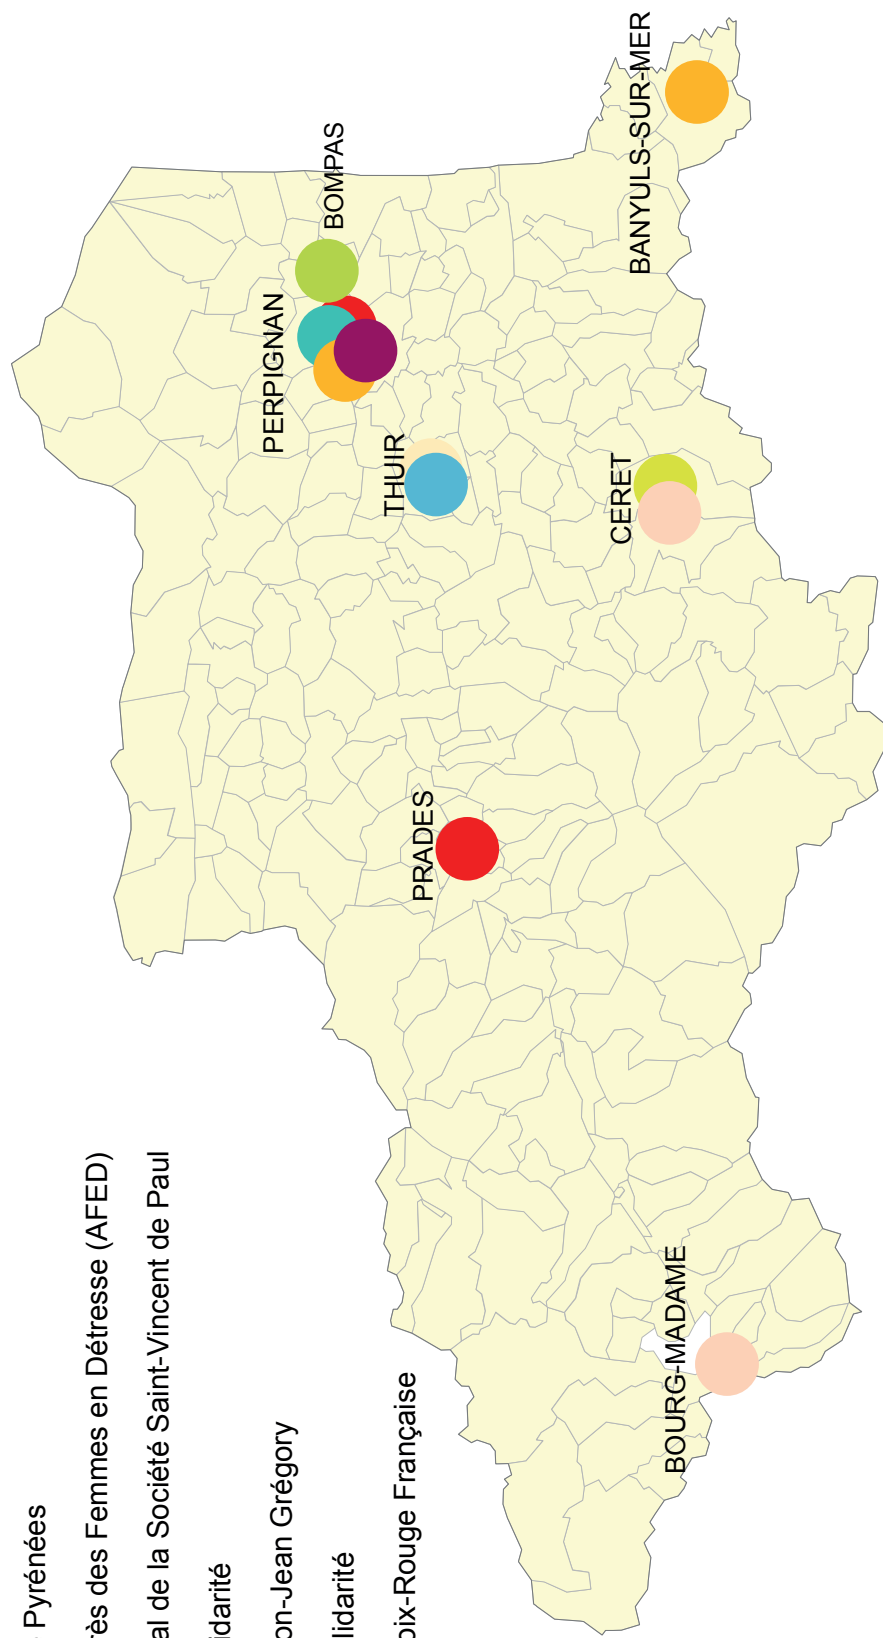 Pyrénées
rès des Femmes en Détresse (AFED)
al de la Société Saint-Vincent de Paul
idarité
on-Jean Grégory
lidarité
oix-Rouge Française
PERPIGNAN
BOMPAS
THUIR
PRADES
CERET
BANYULS-SUR-MER
BOURG-MADAME